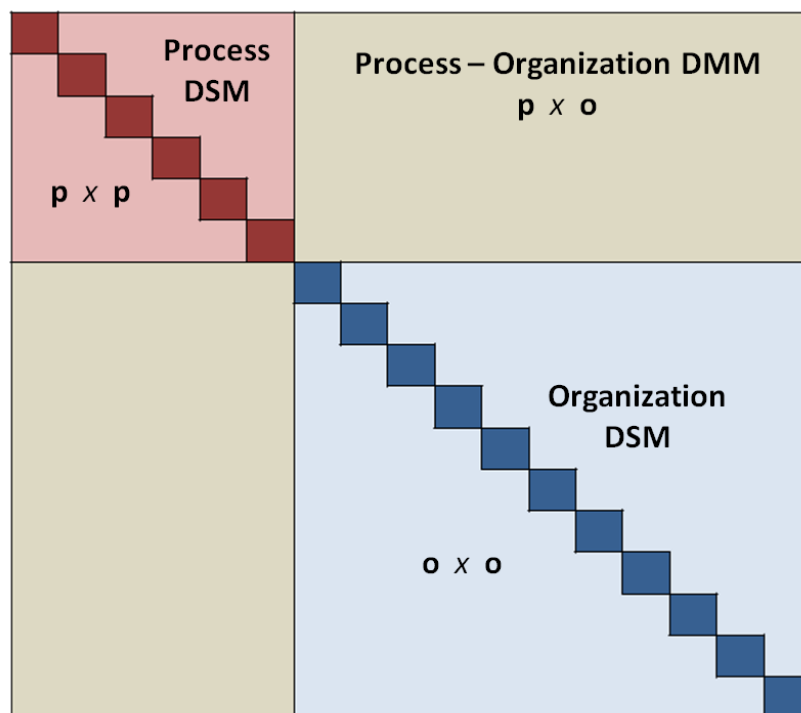 Process
DSM
Process – Organization DMM
p x o
p x p
Organization
DSM
o x o